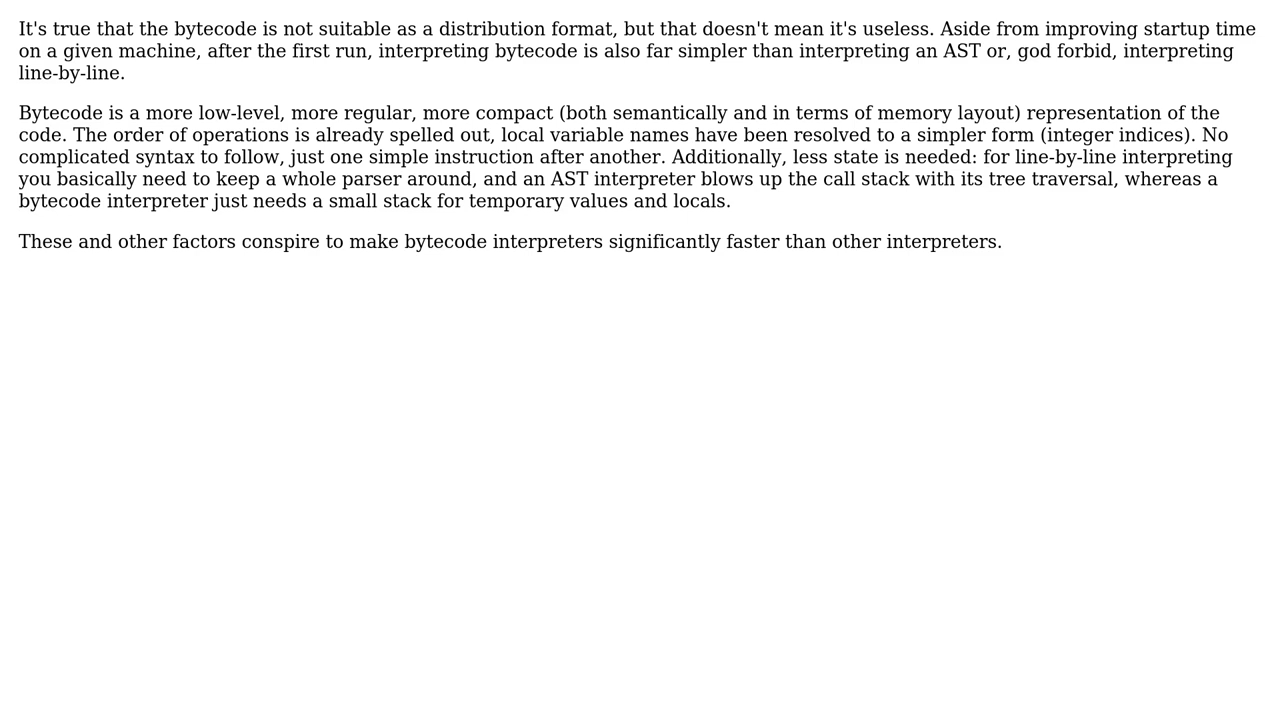 It's true that the bytecode is not suitable as a distribution format, but that doesn't mean it's useless. Aside from improving startup time
on a given machine, after the first run, interpreting bytecode is also far simpler than interpreting an AST or, god forbid, interpreting
line-by-line.
Bytecode is a more low-level, more regular, more compact (both semantically and in terms of memory layout) representation of the
code. The order of operations is already spelled out, local variable names have been resolved to a simpler form (integer indices). No
complicated syntax to follow, just one simple instruction after another. Additionally, less state is needed: for line-by-line interpreting
you basically need to keep a whole parser around, and an AST interpreter blows up the call stack with its tree traversal, whereas a
bytecode interpreter just needs a small stack for temporary values and locals.
These and other factors conspire to make bytecode interpreters significantly faster than other interpreters.